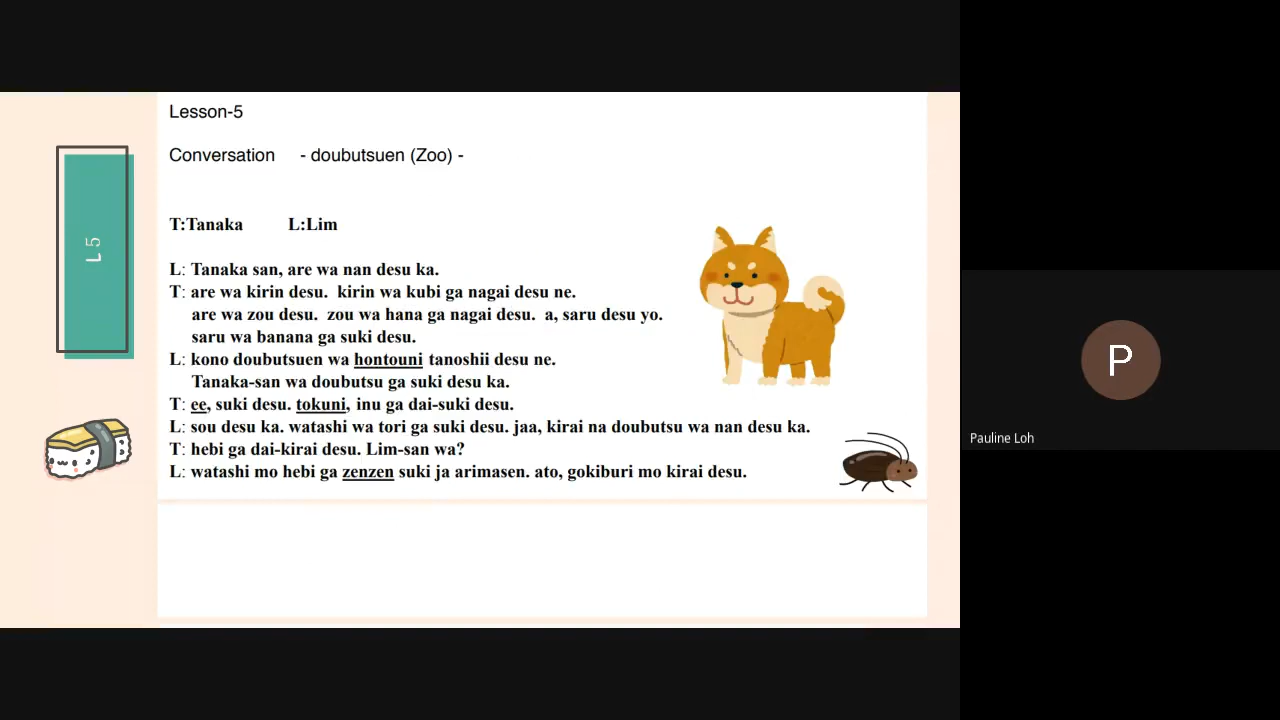 Lesson-5
Conversation - doubutsuen (Zoo) -
T:Tanaka L:Lim
L: Tanaka san, are wa nan desu ka.
T: are wa kirin desu. kirin wa kubi ga nagai desu ne.
are wa zou desu. zou wa hana ga nagai desu. a, saru desu yo.
saru wa banana ga suki desu.
L: kono doubutsuen wa hontouni tanoshii desu ne.
Tanaka-san wa doubutsu ga suki desu ka.
T: ee, suki desu. tokuni, inu ga dai-suki desu.
L: sou desu ka. watashi wa tori ga suki desu. jaa, kirai na doubutsu wa nan desu ka.
T: hebi ga dai-kirai desu. Lim-san wa?
L: watashi mo hebi ga zenzen suki ja arimasen. ato, gokiburi mo kirai desu.
L 5
P
Pauline Loh